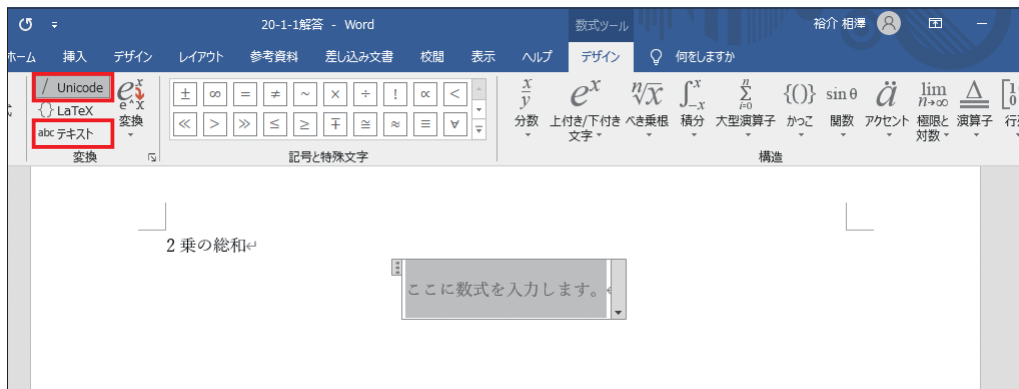 20-1-1解答 - Word
数式ツール
裕介 相澤
ホーム 挿入 デザイン レイアウト 参考資料 差し込み文書 校閲 表示 ヘルプ デザイン 何をしますか
/ Unicode
{} LaTeX
abc テキスト
e^x
変換
変換
± ∞ = ≠ ~ × ÷ ! ∝ <
≪ > ≫ ≤ ≥ ∓ ≅ ≈ ≡ ∀
記号と特殊文字
x/y
分数
e^x
上付き/下付き文字
ⁿ√x
べき乗根
∫
積分
∑
大型演算子
{()}
かっこ
sin θ
関数
ä
アクセント
lim n→∞
極限と対数
△
演算子
行列
構造
2 乗の総和↵
ここに数式を入力します。